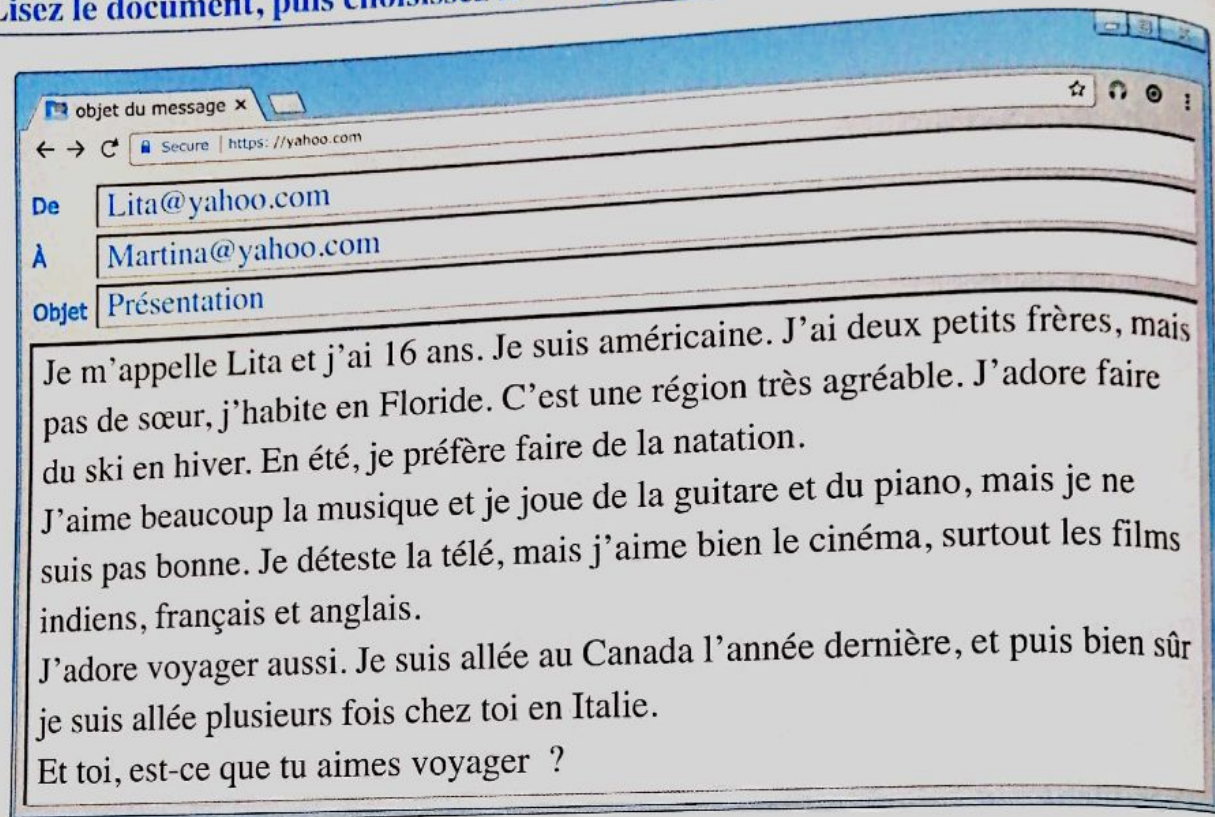 Lisez le document, puis
objet du message ×
Secure | https: //yahoo.com
De Lita@yahoo.com
À Martina@yahoo.com
Objet Présentation
Je m'appelle Lita et j'ai 16 ans. Je suis américaine. J'ai deux petits frères, mais
pas de sœur, j'habite en Floride. C'est une région très agréable. J'adore faire
du ski en hiver. En été, je préfère faire de la natation.
J'aime beaucoup la musique et je joue de la guitare et du piano, mais je ne
suis pas bonne. Je déteste la télé, mais j'aime bien le cinéma, surtout les films
indiens, français et anglais.
J'adore voyager aussi. Je suis allée au Canada l'année dernière, et puis bien sûr
je suis allée plusieurs fois chez toi en Italie.
Et toi, est-ce que tu aimes voyager ?